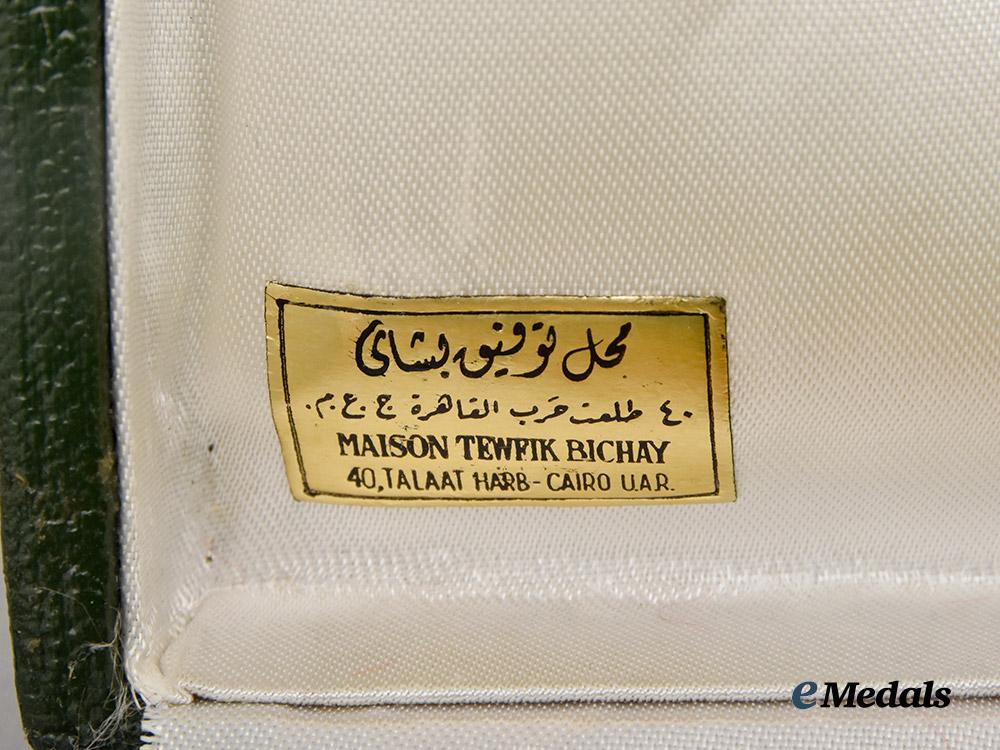 محل توفيق بشاى
٤٠ طلعت حرب القاهرة ج.ع.م.
MAISON TEWFIK BICHAY
40, TALAAT HARB - CAIRO U.A.R.
eMedals